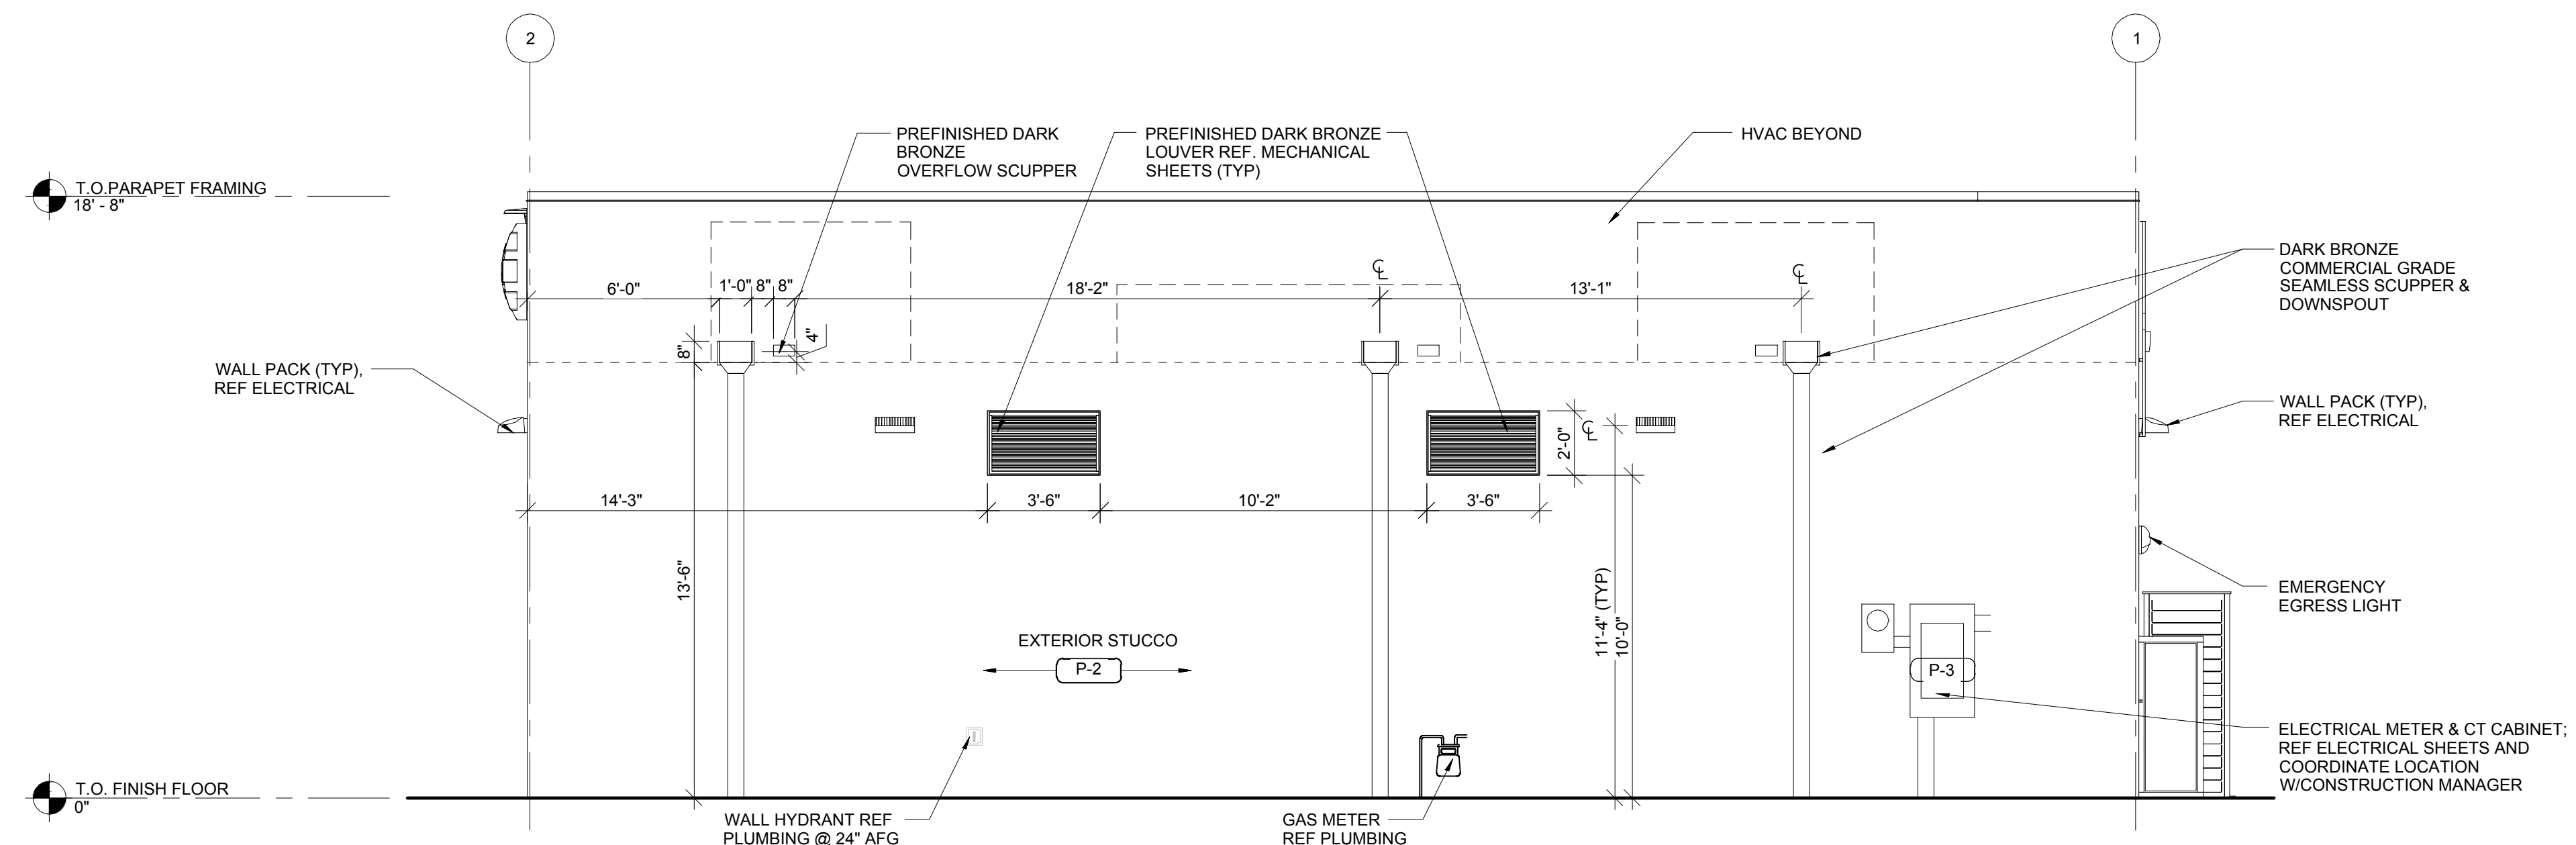 2
1
PREFINISHED DARK
BRONZE
OVERFLOW SCUPPER
PREFINISHED DARK BRONZE
LOUVER REF. MECHANICAL
SHEETS (TYP)
HVAC BEYOND
T.O.PARAPET FRAMING
18' - 8"
DARK BRONZE
COMMERCIAL GRADE
SEAMLESS SCUPPER &
DOWNSPOUT
6'-0"
1'-0"
8"
8"
18'-2"
℄
13'-1"
℄
8"
4"
WALL PACK (TYP),
REF ELECTRICAL
WALL PACK (TYP),
REF ELECTRICAL
2'-0"
℄
14'-3"
3'-6"
10'-2"
3'-6"
13'-6"
11'-4" (TYP)
10'-0"
EMERGENCY
EGRESS LIGHT
EXTERIOR STUCCO
P-2
P-3
ELECTRICAL METER & CT CABINET;
REF ELECTRICAL SHEETS AND
COORDINATE LOCATION
W/CONSTRUCTION MANAGER
T.O. FINISH FLOOR
0"
WALL HYDRANT REF
PLUMBING @ 24" AFG
GAS METER
REF PLUMBING